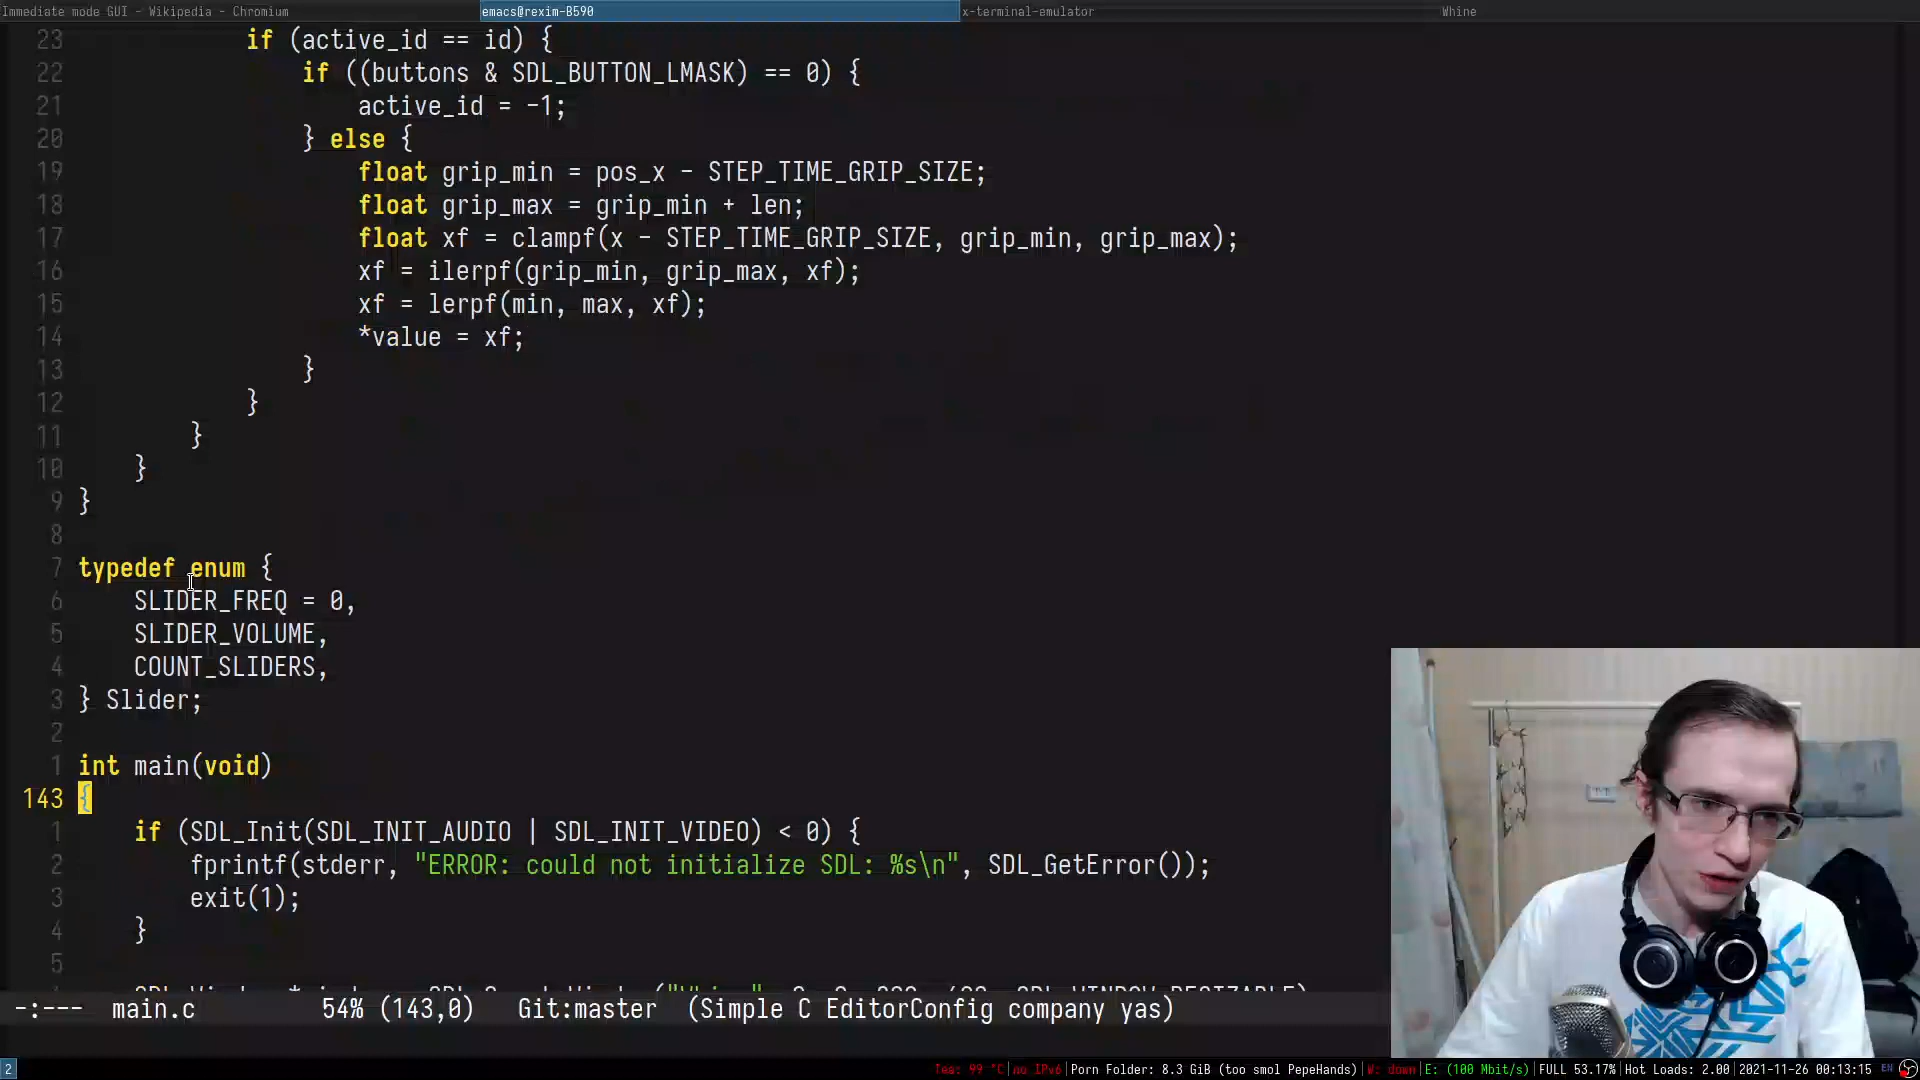 Immediate mode GUI - Wikipedia - Chromium
emacs@rexim-B590
x-terminal-emulator
Whine
23 if (active_id == id) {
22 if ((buttons & SDL_BUTTON_LMASK) == 0) {
21 active_id = -1;
20 } else {
19 float grip_min = pos_x - STEP_TIME_GRIP_SIZE;
18 float grip_max = grip_min + len;
17 float xf = clampf(x - STEP_TIME_GRIP_SIZE, grip_min, grip_max);
16 xf = ilerpf(grip_min, grip_max, xf);
15 xf = lerpf(min, max, xf);
14 *value = xf;
13 }
12 }
11 }
10 }
9 }
8
7 typedef enum {
6 SLIDER_FREQ = 0,
5 SLIDER_VOLUME,
4 COUNT_SLIDERS,
3 } Slider;
2
1 int main(void)
143 {
1 if (SDL_Init(SDL_INIT_AUDIO | SDL_INIT_VIDEO) < 0) {
2 fprintf(stderr, "ERROR: could not initialize SDL: %s\n", SDL_GetError());
3 exit(1);
4 }
5
-:--- main.c 54% (143,0) Git:master (Simple C EditorConfig company yas)
2 Tea: 99 °C|no IPv6|Porn Folder: 8.3 GiB (too smol PepeHands)|W: down|E: (100 Mbit/s)|FULL 53.17%|Hot Loads: 2.00|2021-11-26 00:13:15 EN